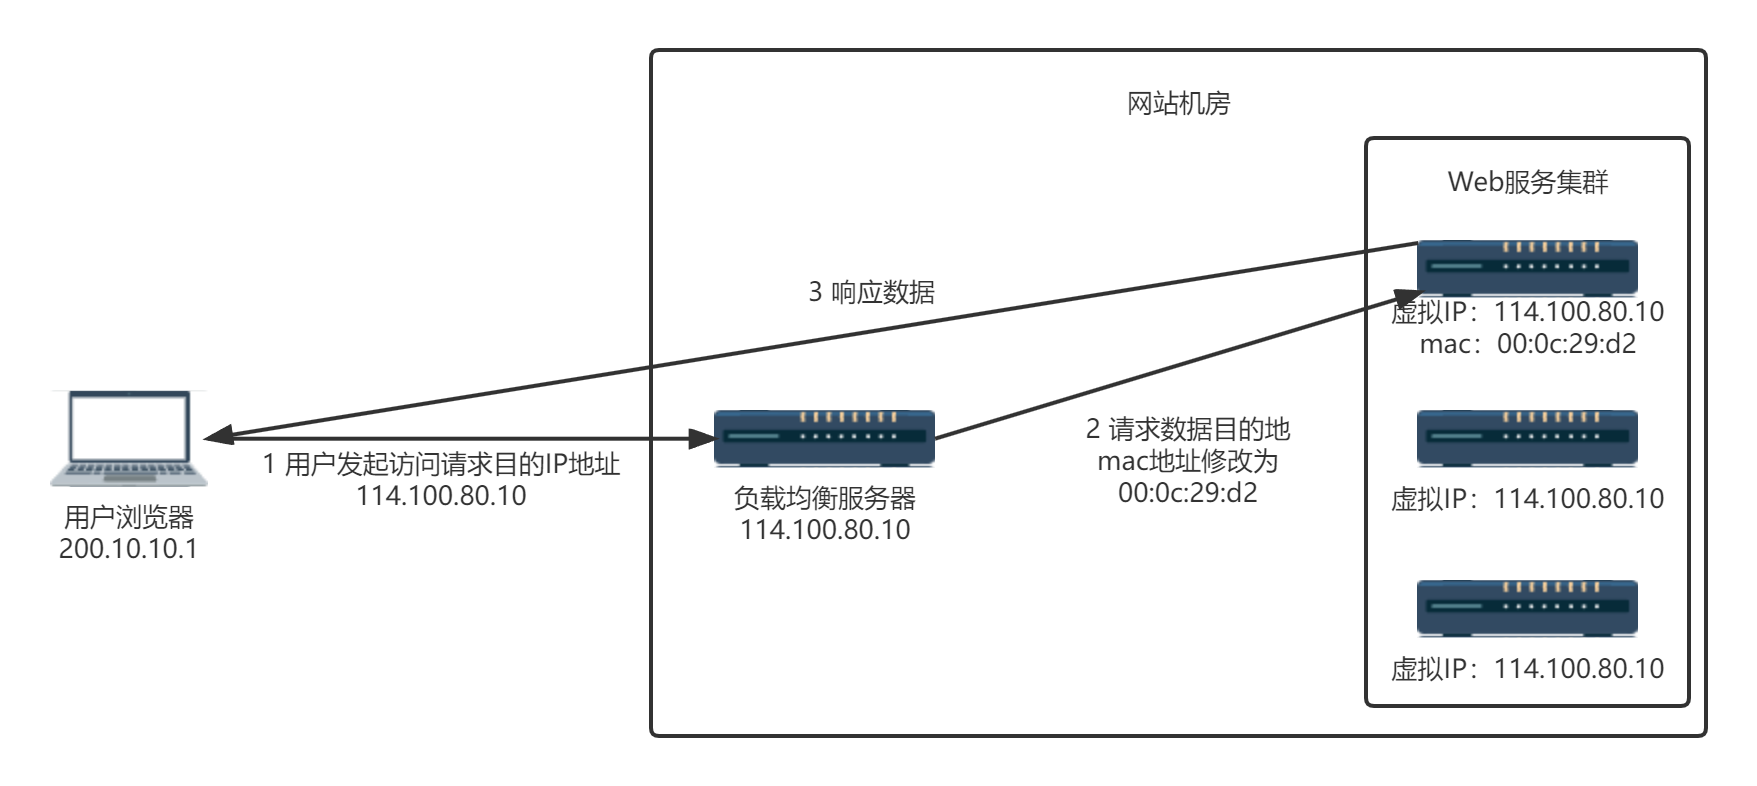 网站机房
Web服务集群
3 响应数据
虚拟IP：114.100.80.10
mac：00:0c:29:d2
2 请求数据目的地
mac地址修改为
00:0c:29:d2
1 用户发起访问请求目的IP地址
114.100.80.10
用户浏览器
200.10.10.1
负载均衡服务器
114.100.80.10
虚拟IP：114.100.80.10
虚拟IP：114.100.80.10